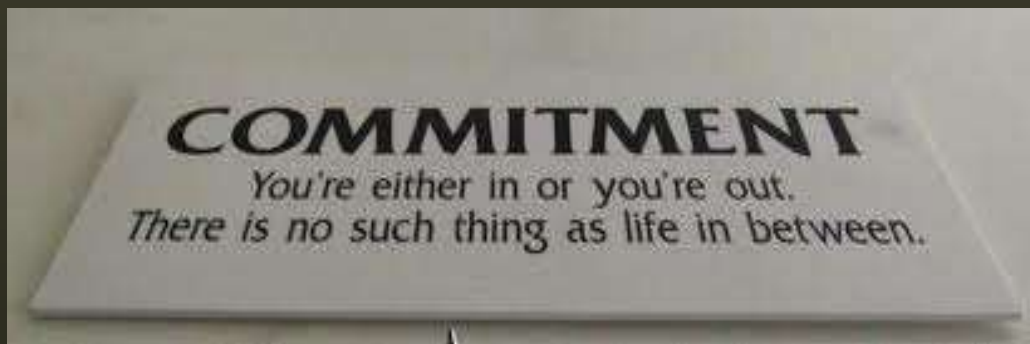 COMMITMENT
You're either in or you're out.
There is no such thing as life in between.